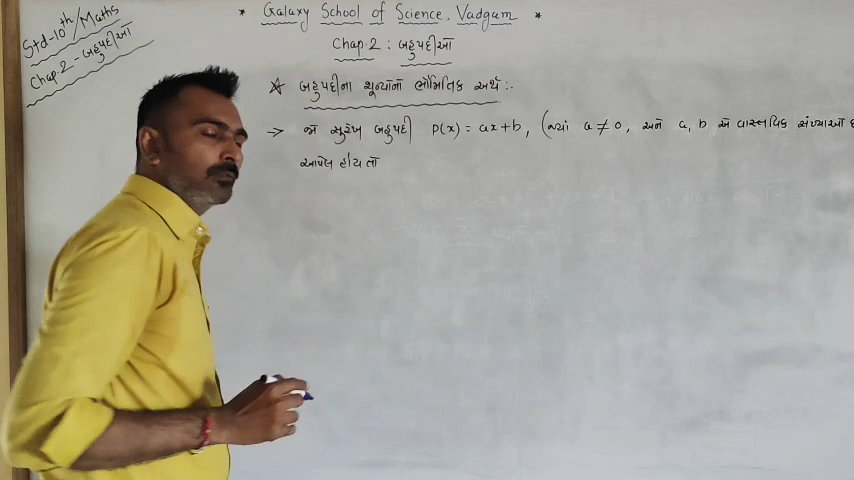 Std-10th/Maths
Chap.2 - બહુપદીઓ
* Galaxy School of Science, Vadgam *
Chap.2 : બહુપદીઓ
☆ બહુપદીના શૂન્યોનો ભૌમિતિક અર્થ :.
→ જો સુરેખ બહુપદી P(x) = ax+b, (જ્યાં a ≠ 0, અને a, b એ વાસ્તવિક સંખ્યાઓ
આપેલ હોય તો